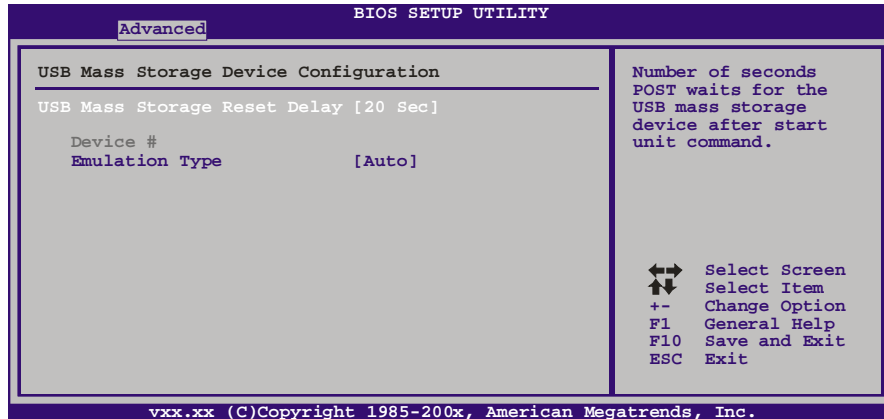 BIOS SETUP UTILITY
Advanced
USB Mass Storage Device Configuration
USB Mass Storage Reset Delay [20 Sec]
Device #
Emulation Type [Auto]
Number of seconds
POST waits for the
USB mass storage
device after start
unit command.
Select Screen
Select Item
+- Change Option
F1 General Help
F10 Save and Exit
ESC Exit
vxx.xx (C)Copyright 1985-200x, American Megatrends, Inc.